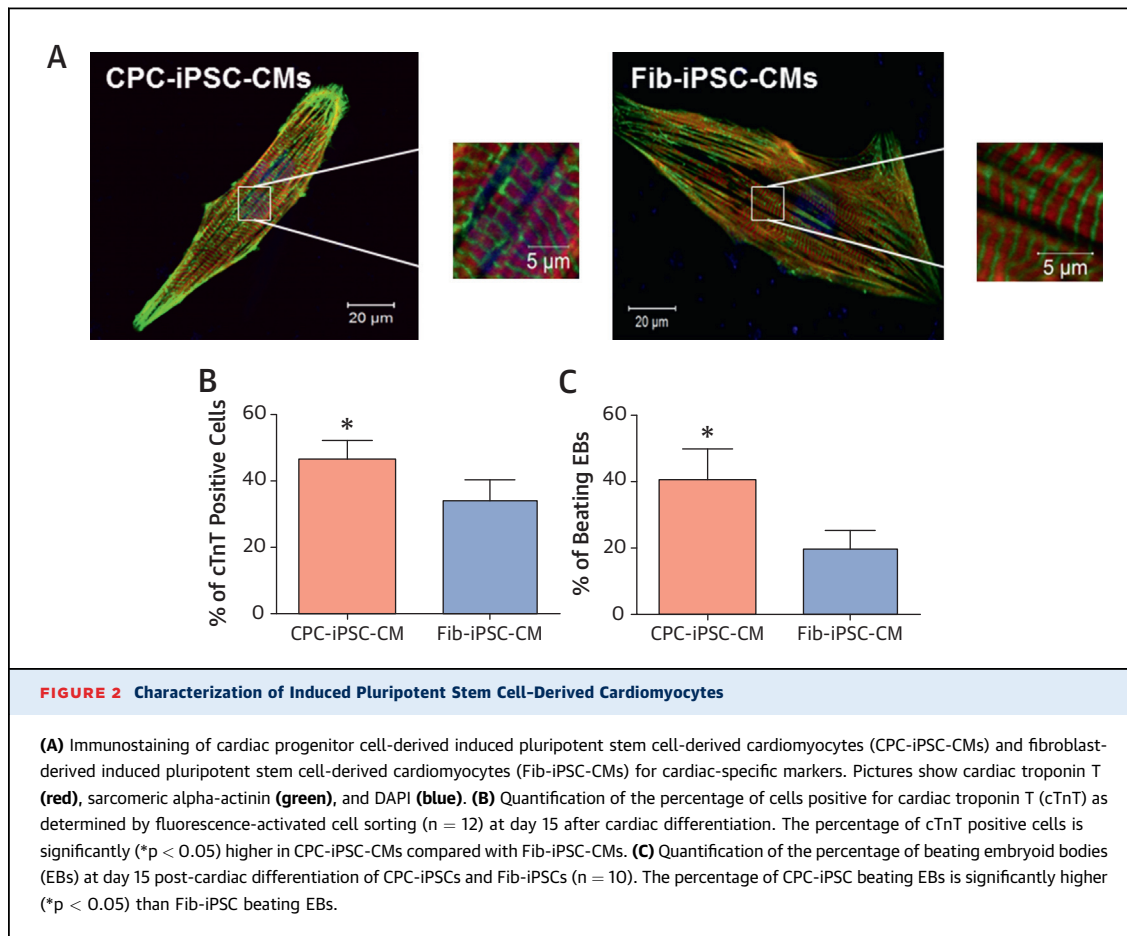 A
CPC-iPSC-CMs
5 µm
20 µm
Fib-iPSC-CMs
5 µm
20 µm
B
% of cTnT Positive Cells
60
40
20
0
*
CPC-iPSC-CM
Fib-iPSC-CM
C
% of Beating EBs
60
40
20
0
*
CPC-iPSC-CM
Fib-iPSC-CM
FIGURE 2 Characterization of Induced Pluripotent Stem Cell-Derived Cardiomyocytes
(A) Immunostaining of cardiac progenitor cell-derived induced pluripotent stem cell-derived cardiomyocytes (CPC-iPSC-CMs) and fibroblast-
derived induced pluripotent stem cell-derived cardiomyocytes (Fib-iPSC-CMs) for cardiac-specific markers. Pictures show cardiac troponin T
(red), sarcomeric alpha-actinin (green), and DAPI (blue). (B) Quantification of the percentage of cells positive for cardiac troponin T (cTnT) as
determined by fluorescence-activated cell sorting (n = 12) at day 15 after cardiac differentiation. The percentage of cTnT positive cells is
significantly (*p < 0.05) higher in CPC-iPSC-CMs compared with Fib-iPSC-CMs. (C) Quantification of the percentage of beating embryoid bodies
(EBs) at day 15 post-cardiac differentiation of CPC-iPSCs and Fib-iPSCs (n = 10). The percentage of CPC-iPSC beating EBs is significantly higher
(*p < 0.05) than Fib-iPSC beating EBs.